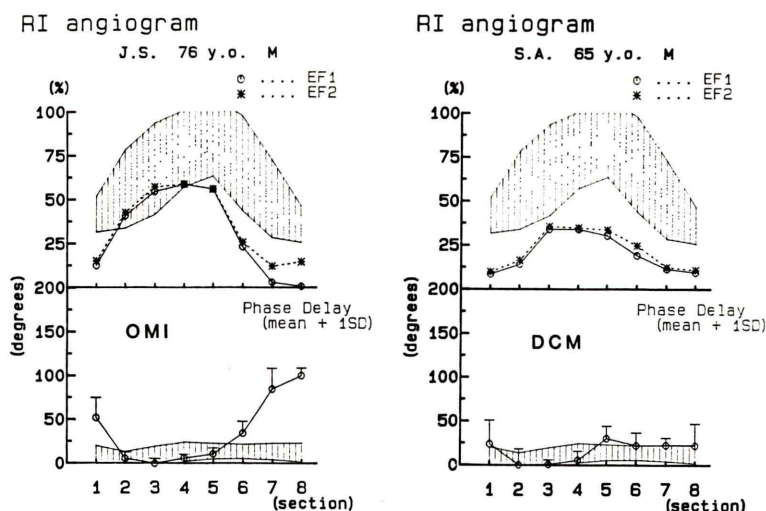 RI angiogram
J.S. 76 y.o. M
(%)
.... EF1
.... EF2
100
75
50
25
200
Phase Delay
(mean + 1SD)
(degrees)
OMI
100
50
0
1 2 3 4 5 6 7 8
(section)
RI angiogram
S.A. 65 y.o. M
(%)
.... EF1
.... EF2
100
75
50
25
200
Phase Delay
(mean + 1SD)
(degrees)
DCM
100
50
0
1 2 3 4 5 6 7 8
(section)